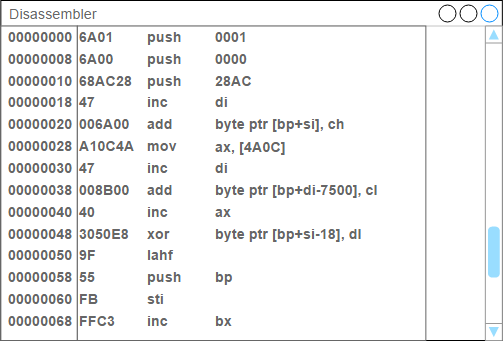 Disassembler
00000000 6A01 push 0001
00000008 6A00 push 0000
00000010 68AC28 push 28AC
00000018 47 inc di
00000020 006A00 add byte ptr [bp+si], ch
00000028 A10C4A mov ax, [4A0C]
00000030 47 inc di
00000038 008B00 add byte ptr [bp+di-7500], cl
00000040 40 inc ax
00000048 3050E8 xor byte ptr [bp+si-18], dl
00000050 9F lahf
00000058 55 push bp
00000060 FB sti
00000068 FFC3 inc bx